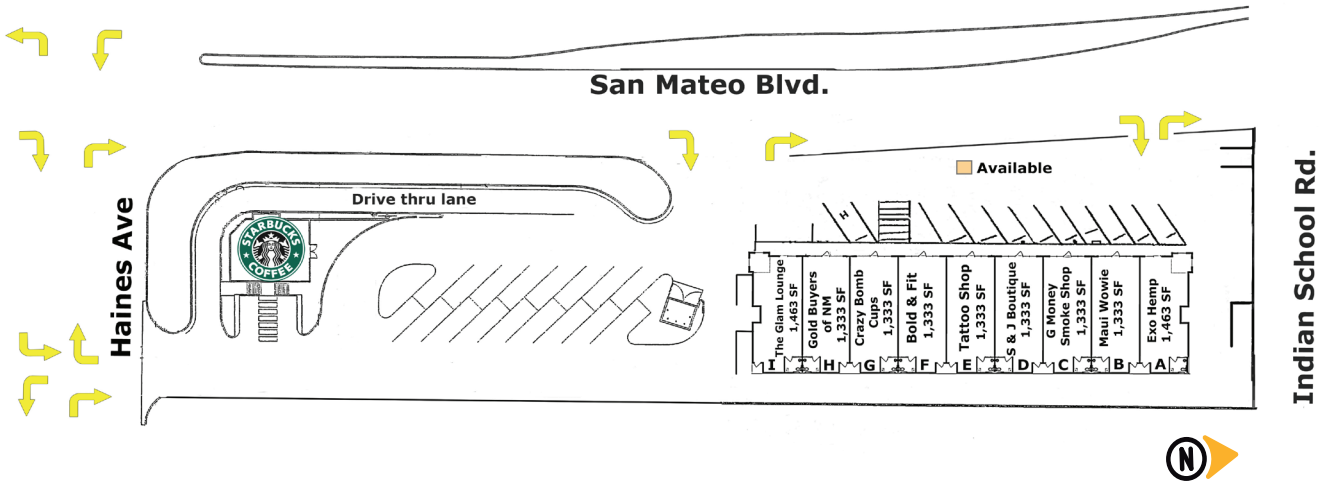 San Mateo Blvd.
Available
Drive thru lane
Haines Ave
STARBUCKS
COFFEE
H
The Glam Lounge
1,463 SF
Gold Buyers
of NM
1,333 SF
Crazy Bomb
Cups
1,333 SF
Bold & Fit
1,333 SF
Tattoo Shop
1,333 SF
S & J Boutique
1,333 SF
G Money
Smoke Shop
1,333 SF
Maui Wowie
1,333 SF
Exo Hemp
1,463 SF
I H G F E D C B A
Indian School Rd.
N